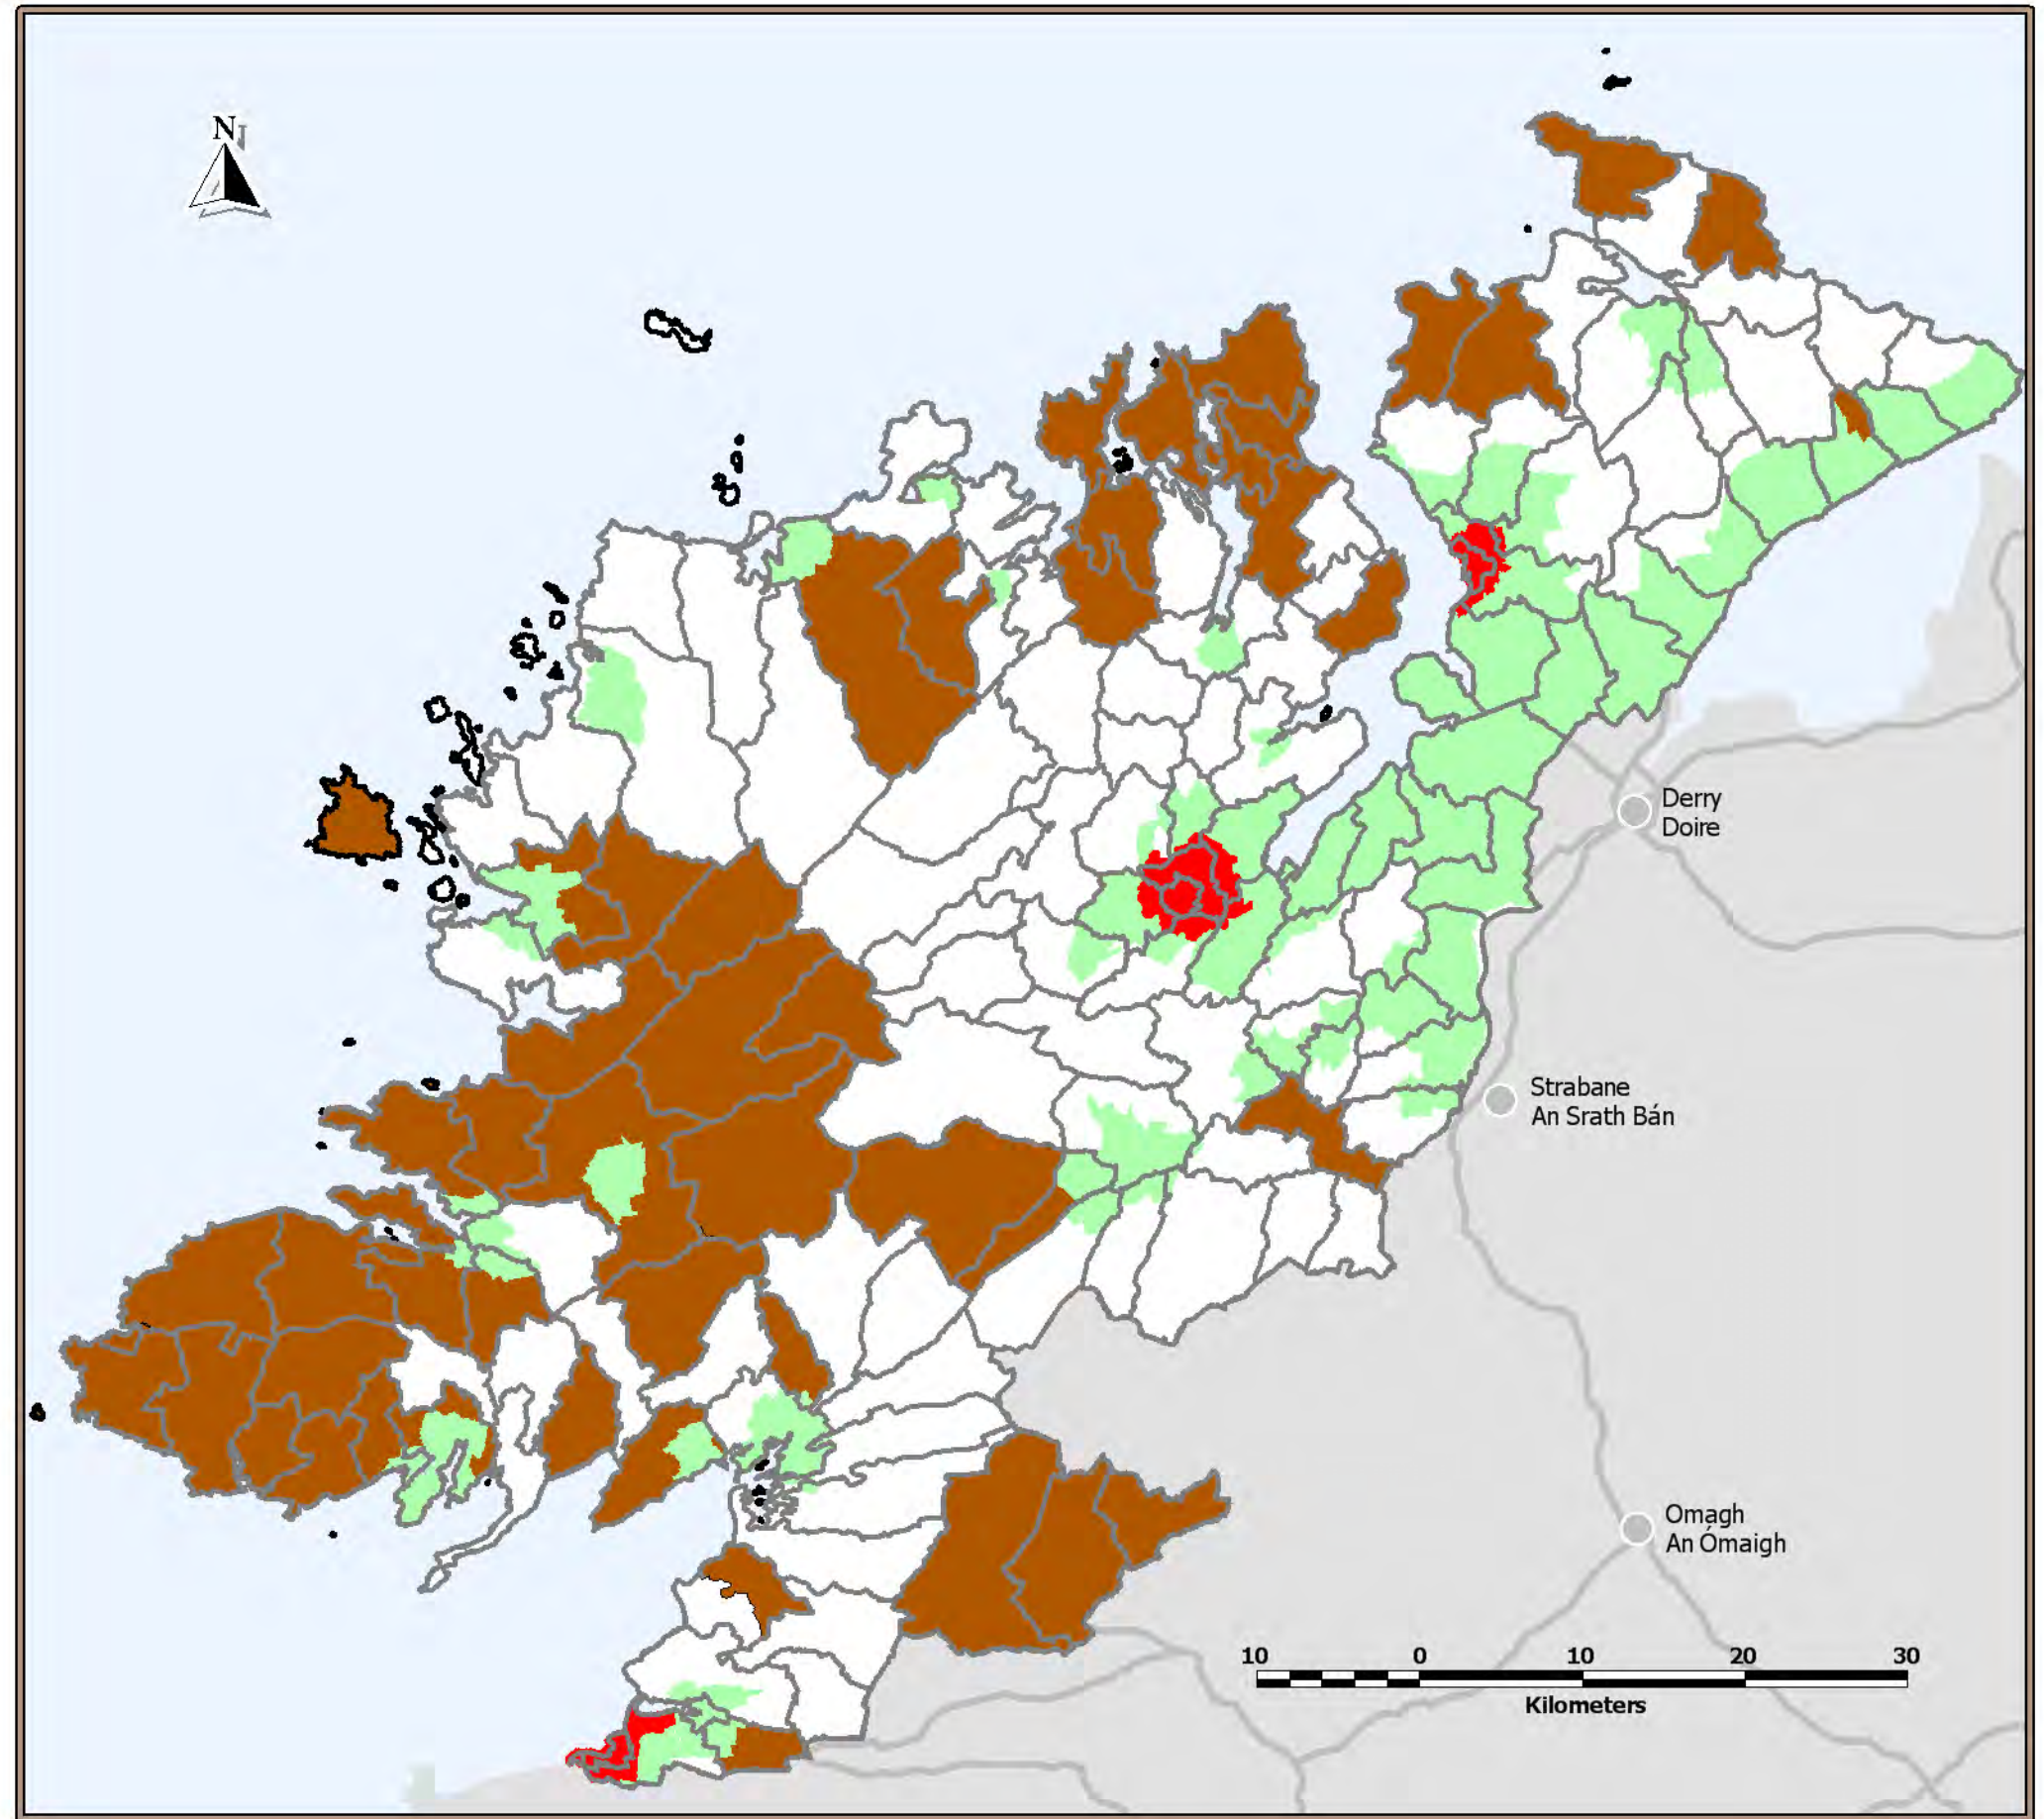 N
Derry
Doire
Strabane
An Srath Bán
Omagh
An Ómaigh
10 0 10 20 30
Kilometers